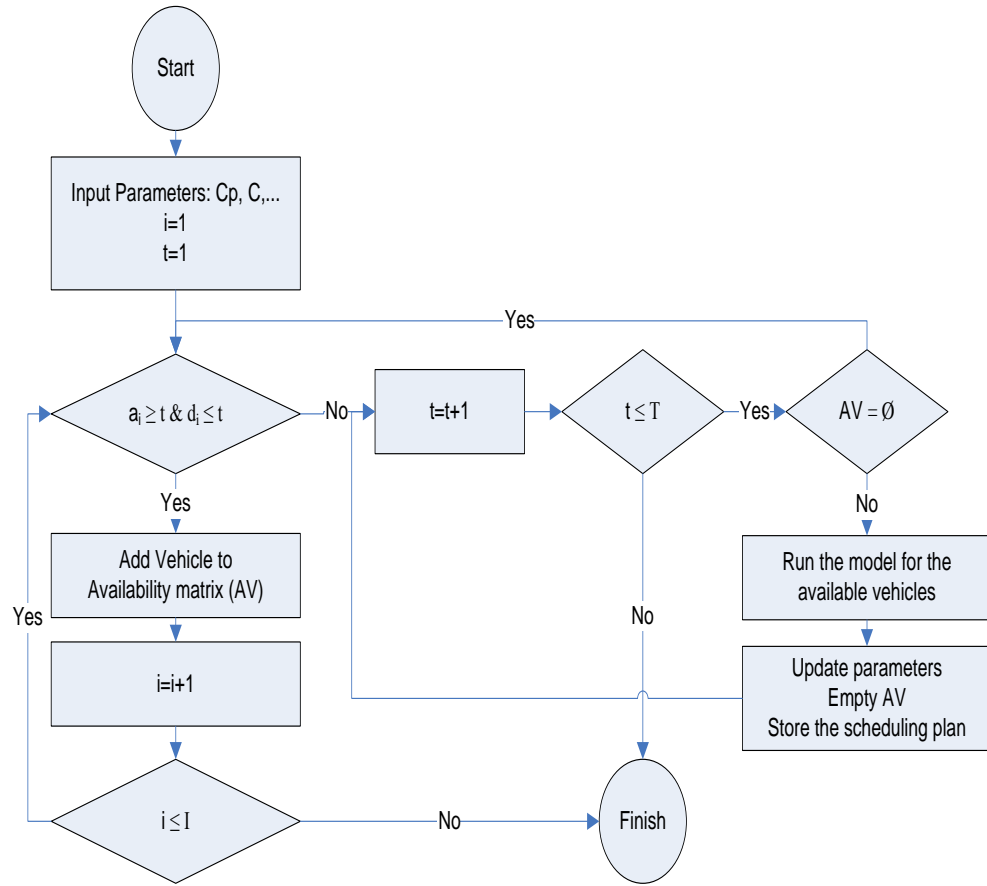 Start
Input Parameters: Cp, C,...
i=1
t=1
Yes
aᵢ ≥ t & dᵢ ≤ t
No
t=t+1
t ≤ T
Yes
AV = Ø
Yes
No
Add Vehicle to
Availability matrix (AV)
Run the model for the
available vehicles
Yes
No
i=i+1
Update parameters
Empty AV
Store the scheduling plan
i ≤ I
No
Finish